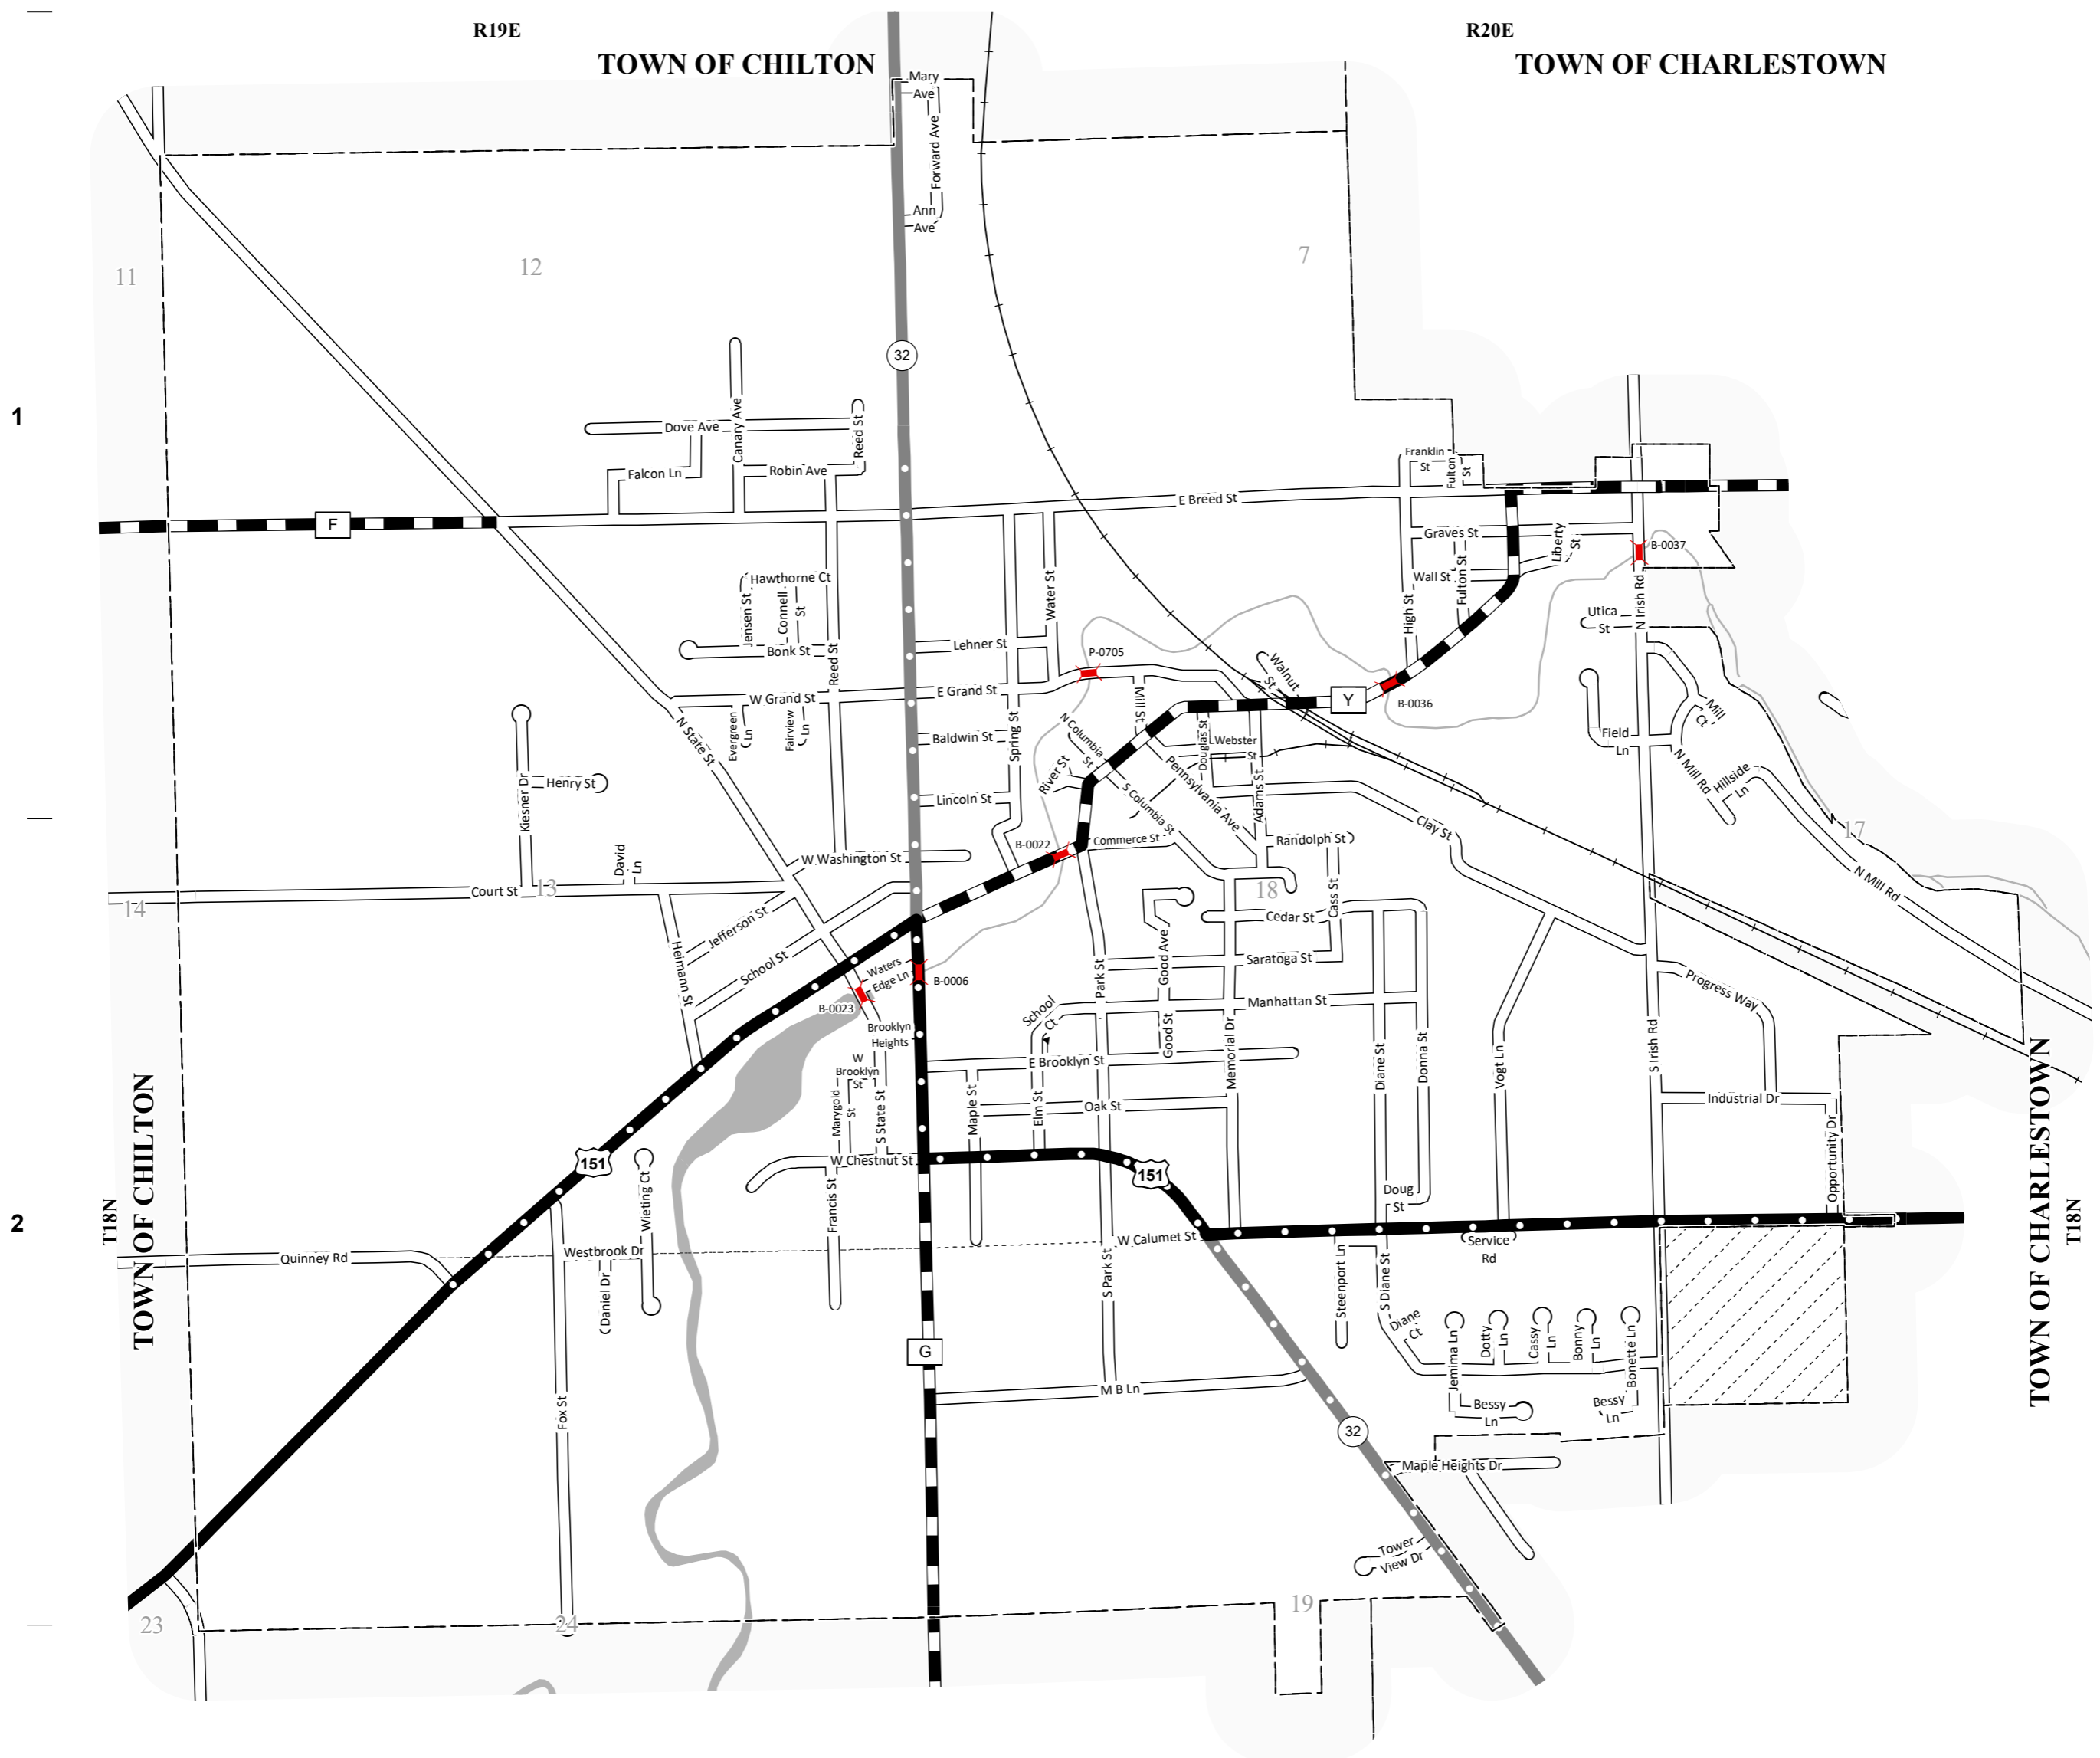 R19E
R20E
TOWN OF CHILTON
TOWN OF CHARLESTOWN
Mary
Ave
Forward Ave
Ann
Ave
11
12
7
32
1
Dove Ave
Canary Ave
Reed St
Falcon Ln
Robin Ave
Franklin
St
Fulton
St
E Breed St
F
Graves St
Liberty
St
B-0037
Wall St
Fulton St
High St
N Irish Rd
Utica
St
Hawthorne Ct
Jensen St
Connell
St
Bonk St
Reed St
Water St
Lehner St
P-0705
Walnut
St
W Grand St
E Grand St
Y
B-0036
Mill St
Evergreen
Ln
Fairview
Ln
N State St
Baldwin St
Spring St
N Columbia
St
Douglas St
Webster
St
Mill
Ct
Field
Ln
N Mill Rd
Hillside
Ln
Kiesner Dr
Henry St
River St
Pennsylvania Ave
Adams St
Lincoln St
S Columbia St
Clay St
17
David
Ln
W Washington St
B-0022
Commerce St
Randolph St
Court St
13
14
18
Cass St
N Mill Rd
Jefferson St
Cedar St
Heimann St
School St
Waters
Edge Ln
B-0006
B-0023
Park St
Good Ave
Saratoga St
Progress Way
Manhattan St
School
Ct
Brooklyn
Heights
Good St
Memorial Dr
S Irish Rd
W
Brooklyn
St
E Brooklyn St
Diane St
Donna St
Vogt Ln
Marygold
St
S State St
Maple St
Elm St
Oak St
Industrial Dr
Opportunity Dr
TOWN OF CHILTON
T18N
TOWN OF CHARLESTOWN
T18N
151
W Chestnut St
151
2
Wieting Ct
Francis St
Doug
St
Quinney Rd
Westbrook Dr
W Calumet St
Service
Rd
Daniel Dr
S Park St
Steenport Ln
S Diane St
Diane
Ct
Jemima Ln
Dotty
Ln
Cassy
Ln
Bonny
Ln
Bonette Ln
G
M B Ln
Fox St
Bessy
Ln
Bessy
Ln
32
Maple Heights Dr
Tower
View Dr
23
24
19